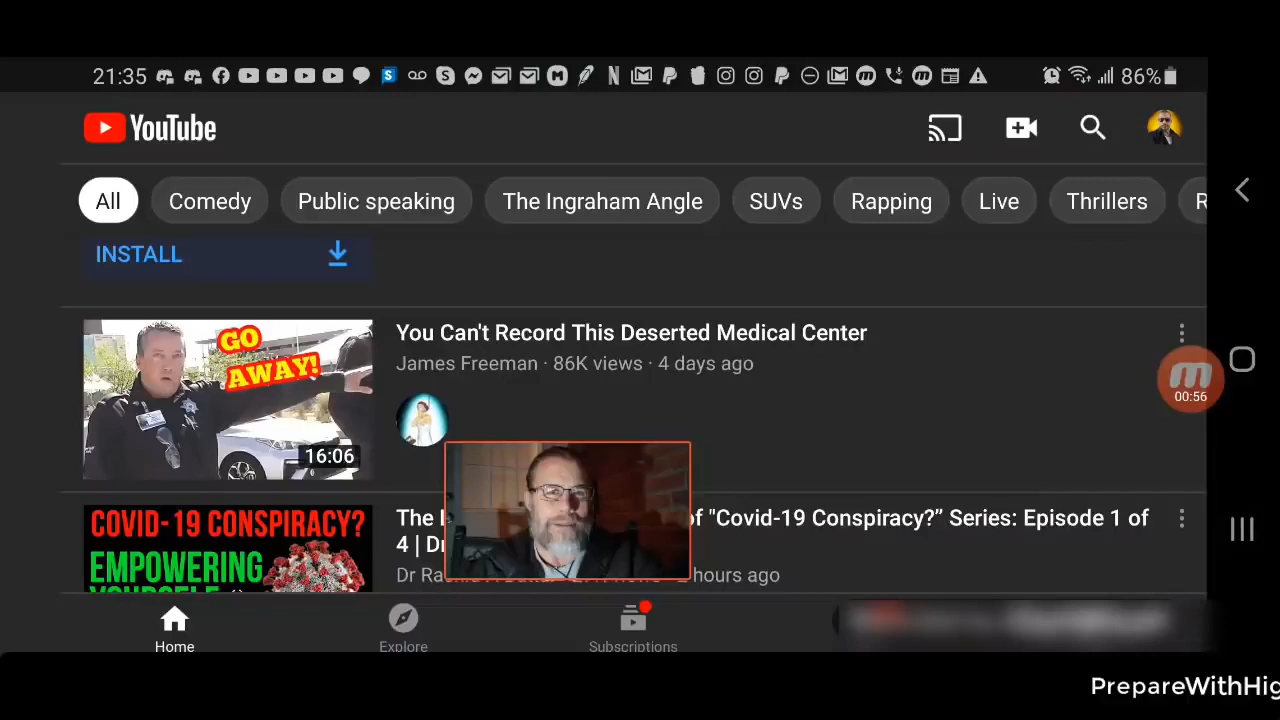 21:35
86%
YouTube
All
Comedy
Public speaking
The Ingraham Angle
SUVs
Rapping
Live
Thrillers
R
INSTALL
GO
AWAY!
16:06
You Can't Record This Deserted Medical Center
James Freeman · 86K views · 4 days ago
00:56
COVID-19 CONSPIRACY?
EMPOWERING
The
of "Covid-19 Conspiracy?” Series: Episode 1 of
4 |
Dr
hours ago
Home
Explore
Subscriptions
PrepareWithHig